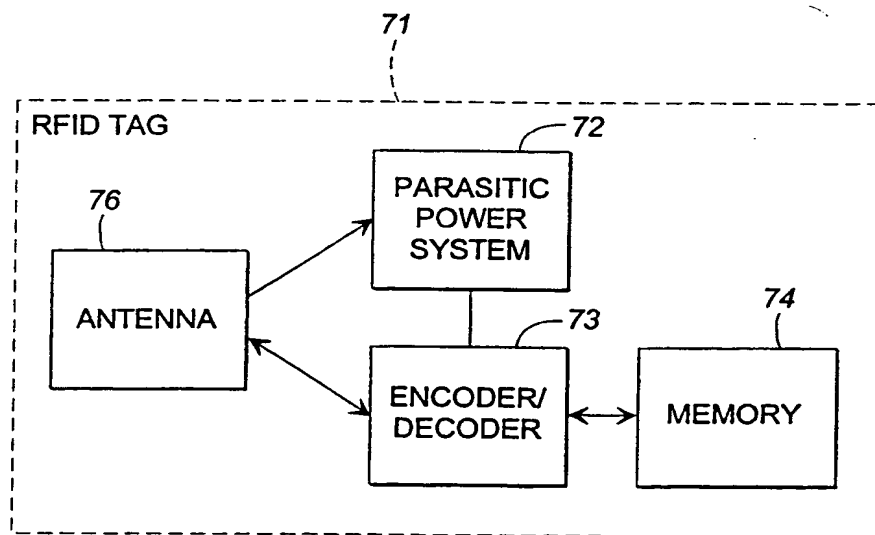 71
RFID TAG
72
PARASITIC
POWER
SYSTEM
76
ANTENNA
73
ENCODER/
DECODER
74
MEMORY